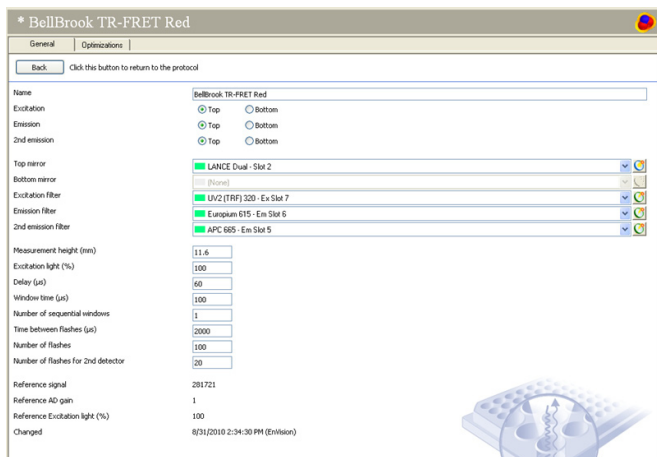 * BellBrook TR-FRET Red
General Optimizations
Back Click this button to return to the protocol
Name BellBrook TR-FRET Red
Excitation Top Bottom
Emission Top Bottom
2nd emission Top Bottom
Top mirror LANCE Dual - Slot 2
Bottom mirror (None)
Excitation filter UV2 (TRF) 320 - Ex Slot 7
Emission filter Europium 615 - Em Slot 6
2nd emission filter APC 665 - Em Slot 5
Measurement height (mm) 11.6
Excitation light (%) 100
Delay (µs) 60
Window time (µs) 100
Number of sequential windows 1
Time between flashes (µs) 2000
Number of flashes 100
Number of flashes for 2nd detector 20
Reference signal 281721
Reference AD gain 1
Reference Excitation light (%) 100
Changed 8/31/2010 2:34:30 PM (EnVision)